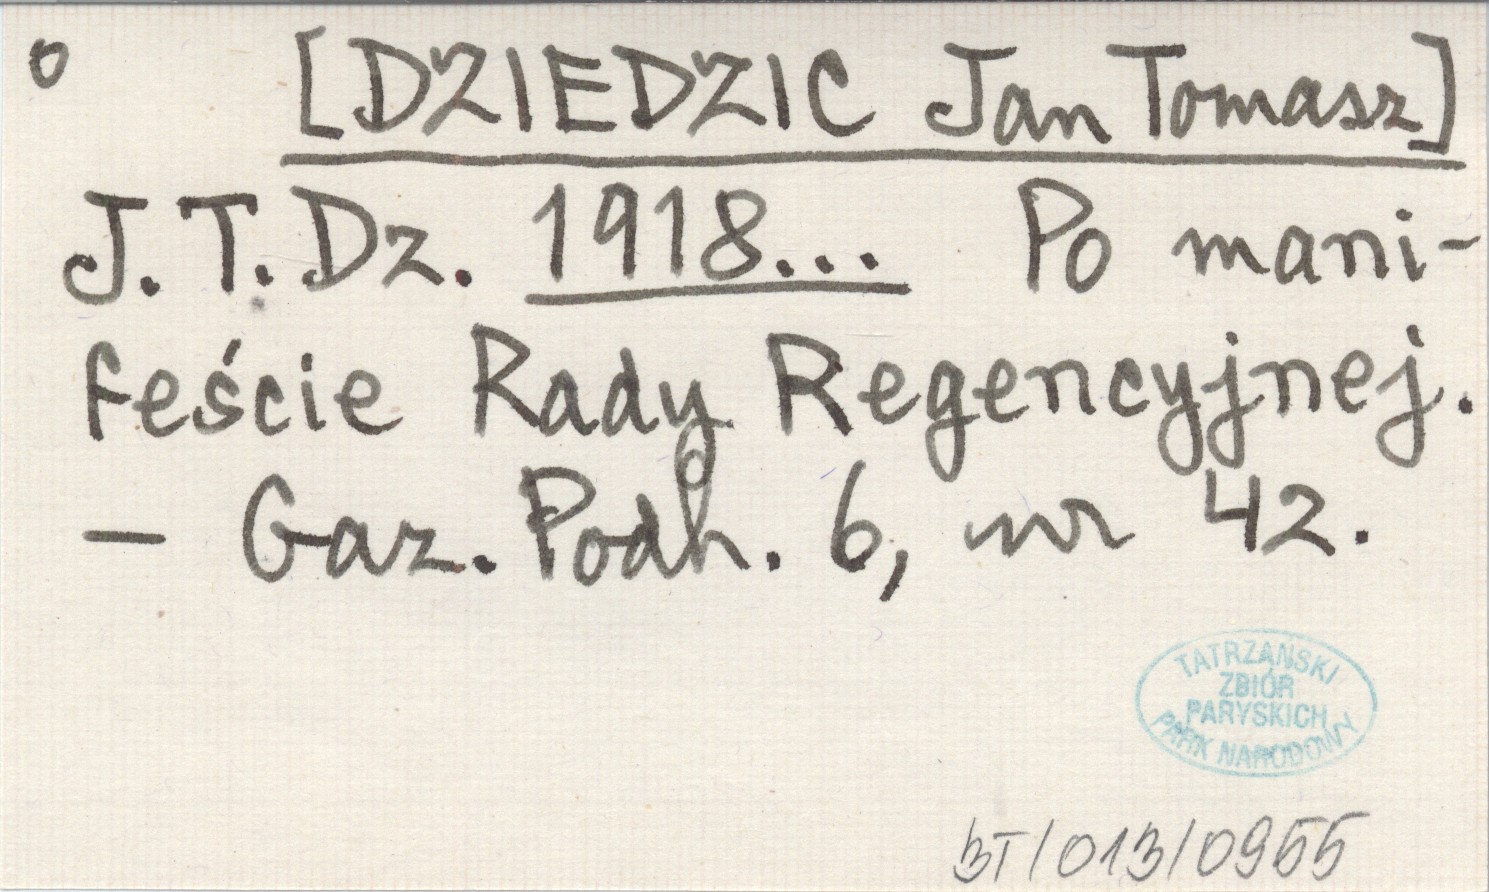 o [DZIEDZIC Jan Tomasz]
J.T.Dz. 1918... Po mani-
feście Rady Regencyjnej.
— Gaz. Podh. 6, nr 42.
TATRZAŃSKI
ZBIÓR
PARYSKICH
PARK NARODOWY
BT/013/0955